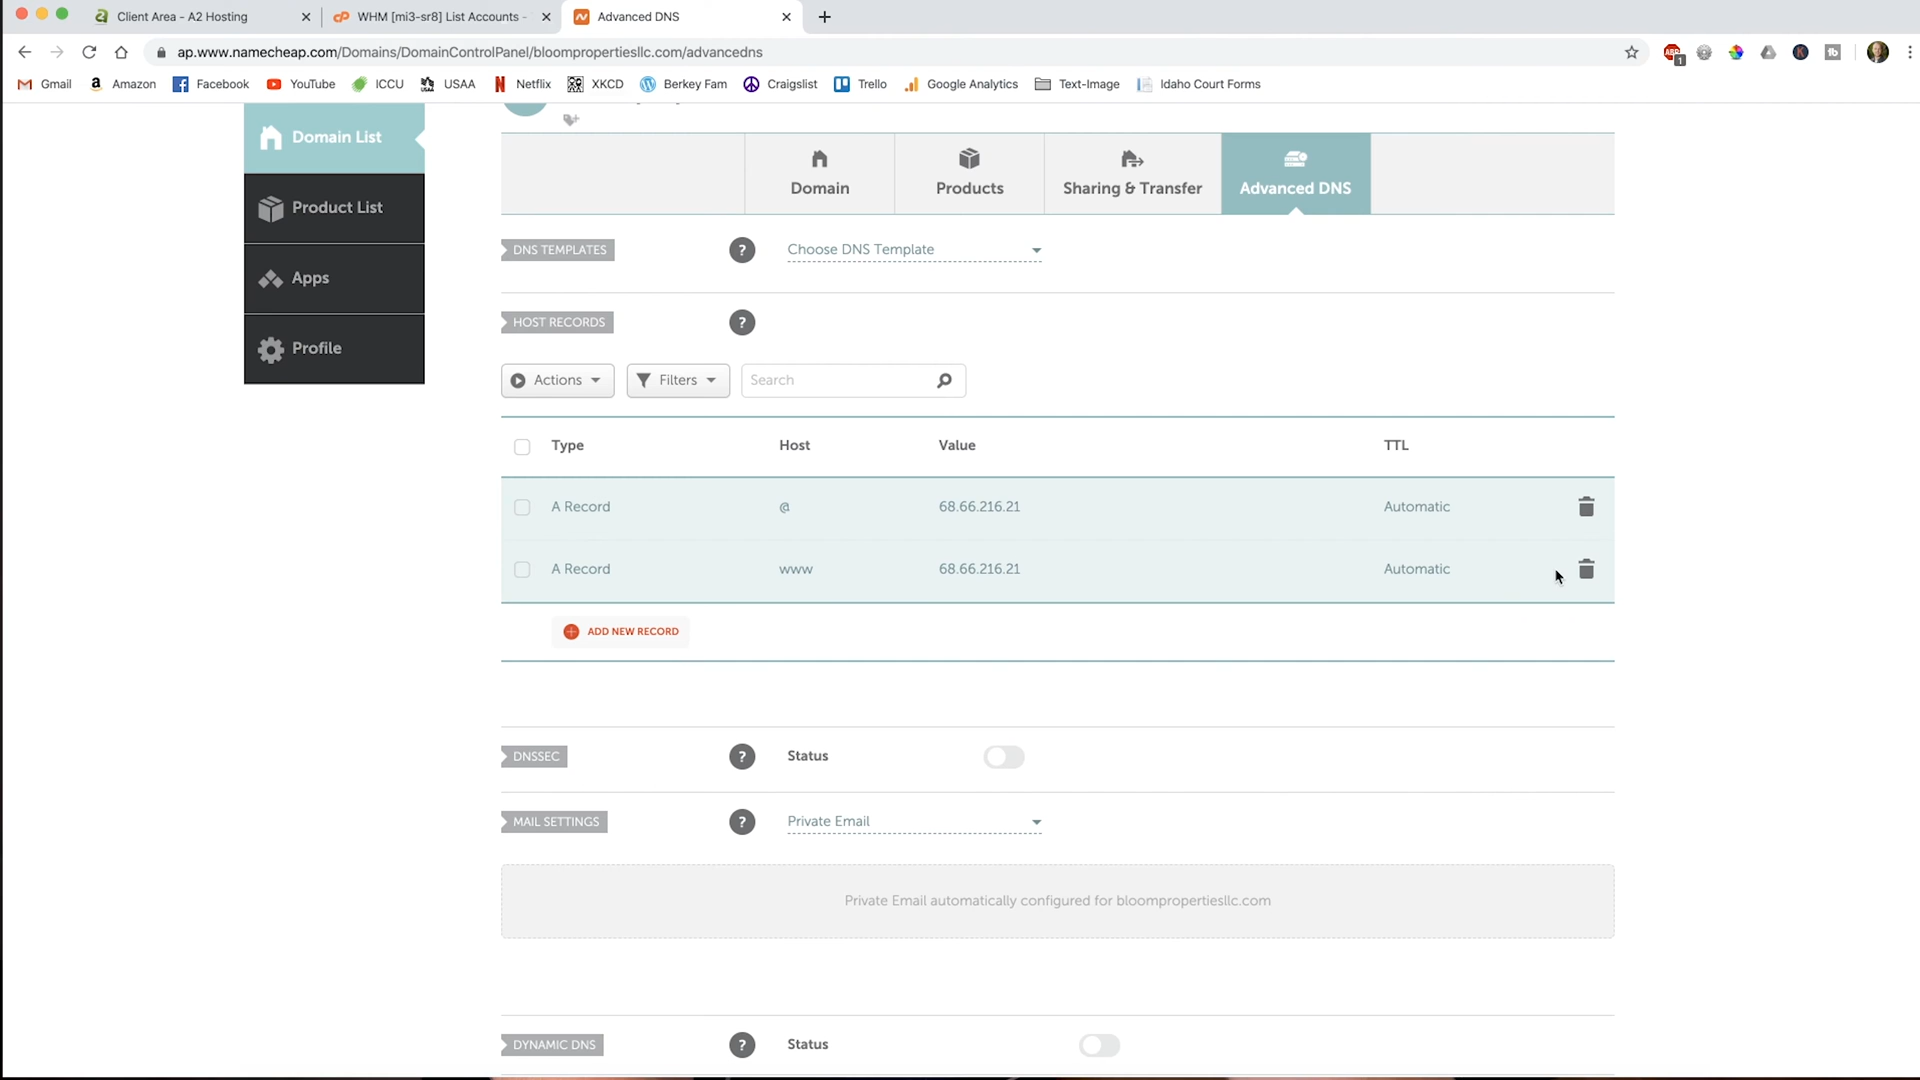 Client Area - A2 Hosting
WHM [mi3-sr8] List Accounts -
Advanced DNS
ap.www.namecheap.com/Domains/DomainControlPanel/bloompropertiesllc.com/advancedns
ABP
1
K
tb
Gmail
Amazon
Facebook
YouTube
ICCU
USAA
Netflix
XKCD
Berkey Fam
Craigslist
Trello
Google Analytics
Text-Image
Idaho Court Forms
Domain List
Product List
Apps
Profile
Domain
Products
Sharing & Transfer
Advanced DNS
DNS TEMPLATES
?
Choose DNS Template
HOST RECORDS
?
Actions
Filters
Search
Type
Host
Value
TTL
A Record
@
68.66.216.21
Automatic
A Record
www
68.66.216.21
Automatic
ADD NEW RECORD
DNSSEC
?
Status
MAIL SETTINGS
?
Private Email
Private Email automatically configured for bloompropertiesllc.com
DYNAMIC DNS
?
Status